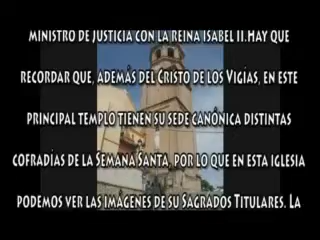 MINISTRO DE JUSTICIA CON LA REINA ISABEL II.HAY QUE
RECORDAR QUE, ADEMÁS DEL CRISTO DE LOS VIGÍAS, EN ESTE
PRINCIPAL TEMPLO TIENEN SU SEDE CANÓNICA DISTINTAS
COFRADÍAS DE LA SEMANA SANTA, POR LO QUE EN ESTA IGLESIA
PODEMOS VER LAS IMÁGENES DE SU SAGRADOS TITULARES. LA